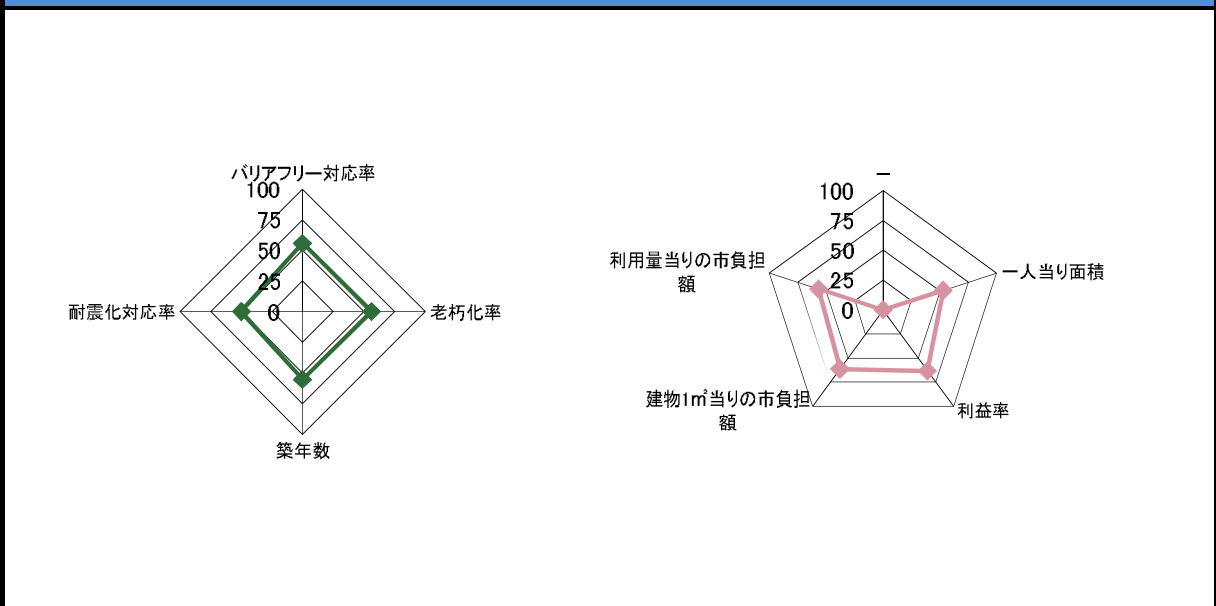 バリアフリー対応率
100
75
50
25
0
耐震化対応率
老朽化率
築年数
ー
100
75
50
25
0
利用量当りの市負担
額
一人当り面積
建物1㎡当りの市負担
額
利益率